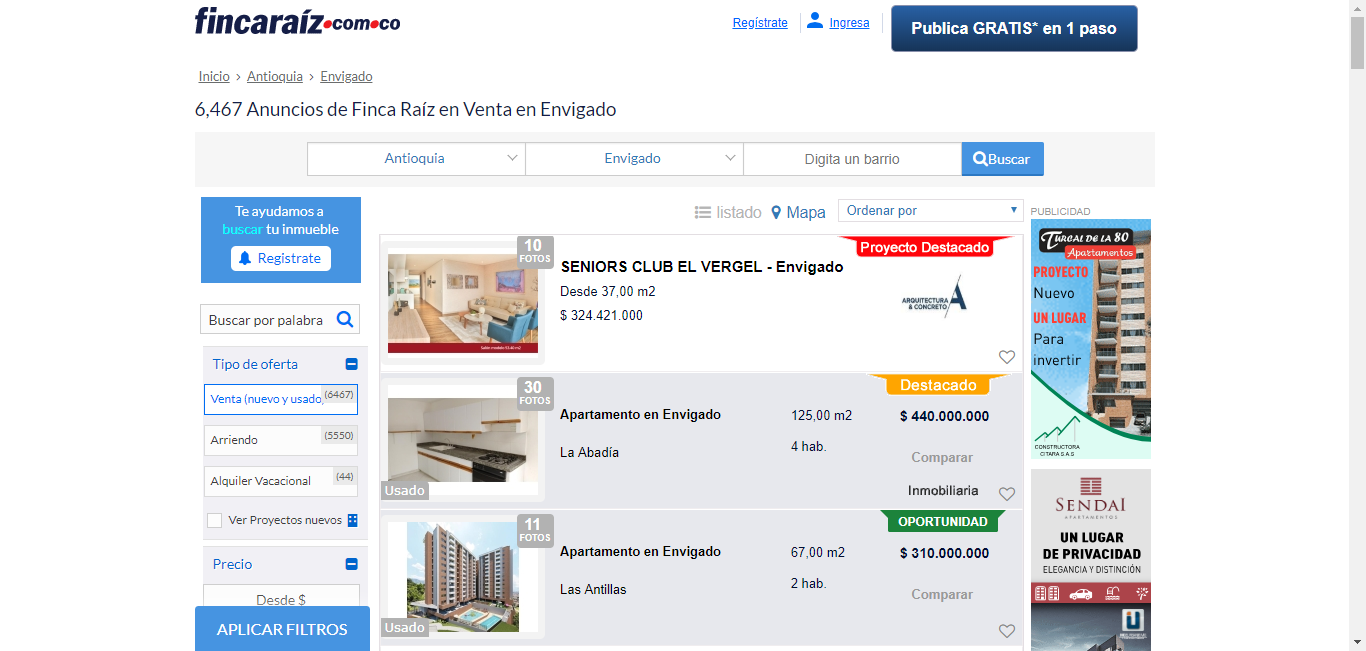 fincaraíz.com.co
Regístrate
Ingresa
Publica GRATIS* en 1 paso
Inicio › Antioquia › Envigado
6,467 Anuncios de Finca Raíz en Venta en Envigado
Antioquia
Envigado
Digita un barrio
Buscar
Te ayudamos a
buscar tu inmueble
Registrate
Buscar por palabra
Tipo de oferta
Venta (nuevo y usado) (6467)
Arriendo (5550)
Alquiler Vacacional (44)
Ver Proyectos nuevos
Precio
Desde $
APLICAR FILTROS
listado
Mapa
Ordenar por
10
FOTOS
SENIORS CLUB EL VERGEL - Envigado
Desde 37,00 m2
$ 324.421.000
Proyecto Destacado
ARQUITECTURA
& CONCRETO
30
FOTOS
Usado
Apartamento en Envigado
La Abadía
125,00 m2
4 hab.
Destacado
$ 440.000.000
Comparar
Inmobiliaria
11
FOTOS
Usado
Apartamento en Envigado
Las Antillas
67,00 m2
2 hab.
OPORTUNIDAD
$ 310.000.000
Comparar
PUBLICIDAD
TURCAL DE LA 80
Apartamentos
PROYECTO
Nuevo
UN LUGAR
Para
invertir
CONSTRUCTORA
CITARA S.A.S
SENDAI
APARTAMENTOS
UN LUGAR
DE PRIVACIDAD
ELEGANCIA Y DISTINCIÓN